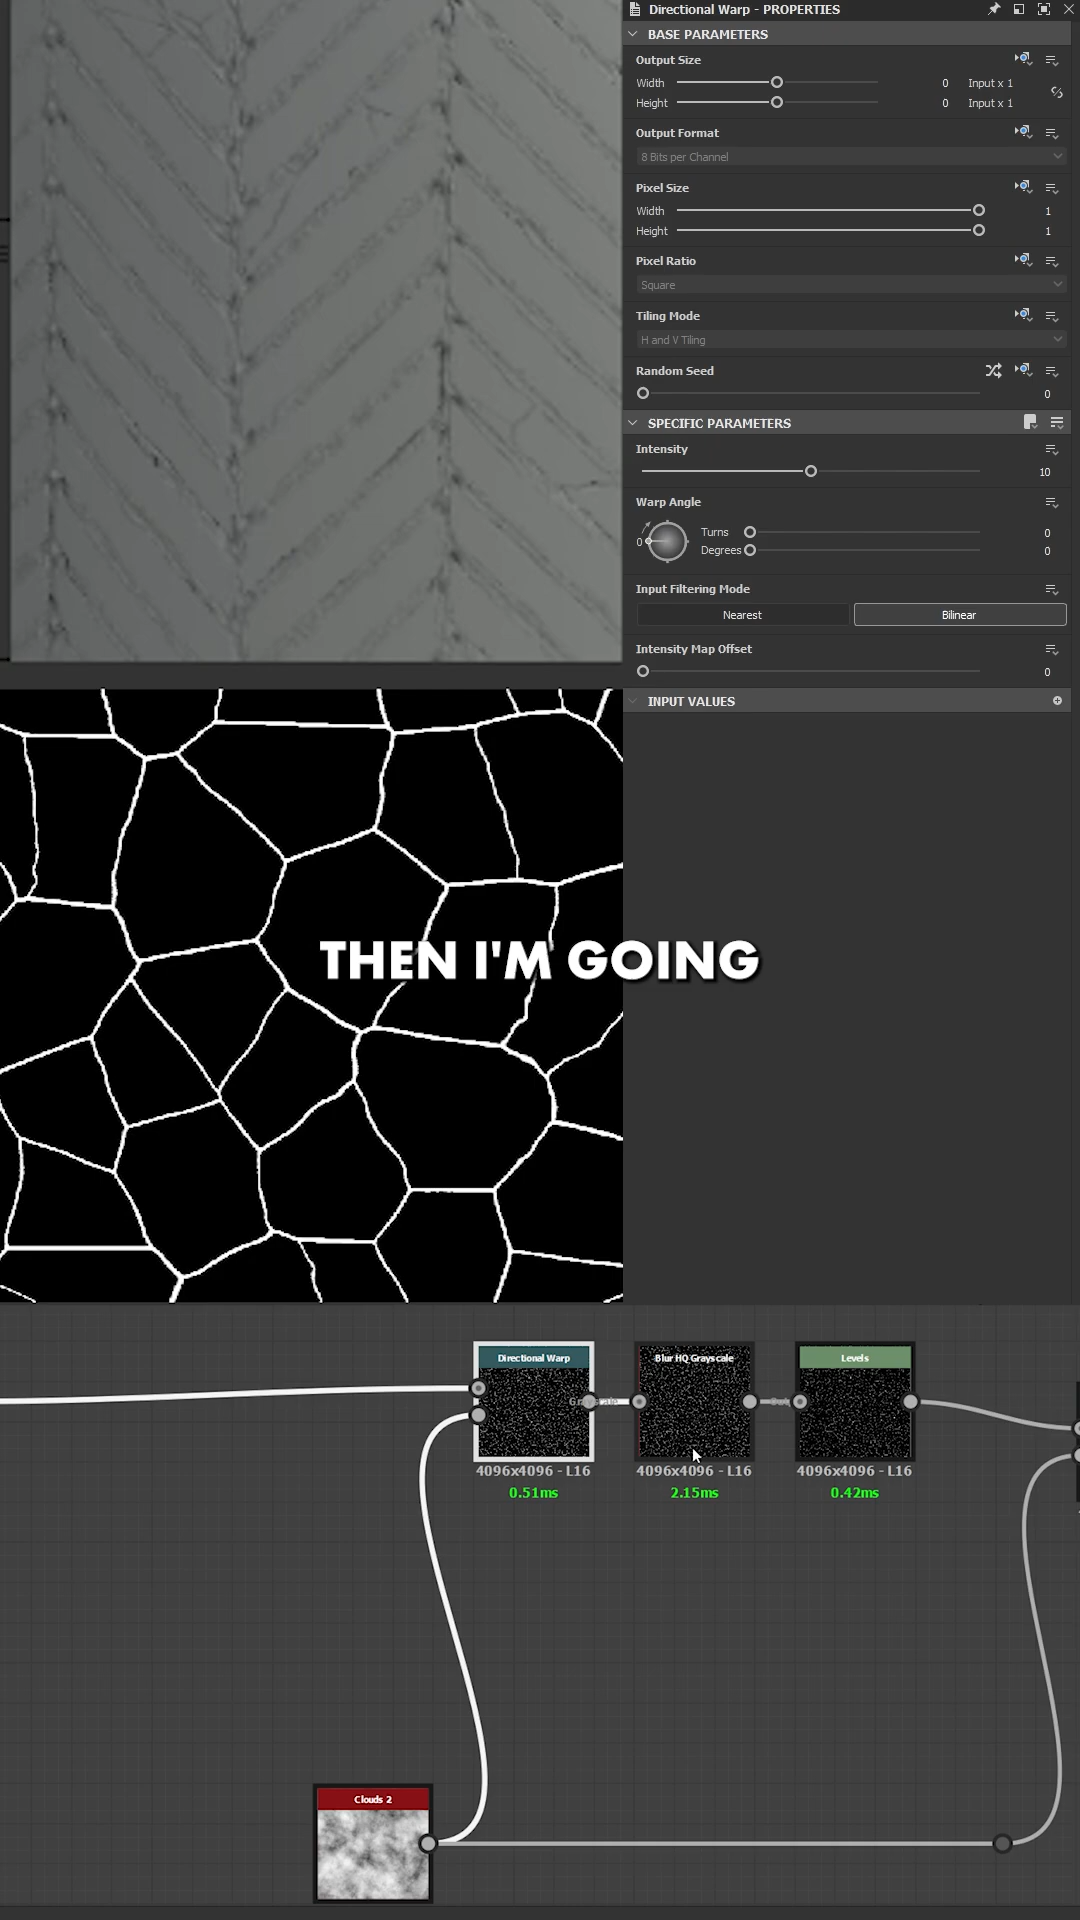 Directional Warp - PROPERTIES
BASE PARAMETERS
Output Size
Width 0 Input x 1
Height 0 Input x 1
Output Format
8 Bits per Channel
Pixel Size
Width 1
Height 1
Pixel Ratio
Square
Tiling Mode
H and V Tiling
Random Seed
0
SPECIFIC PARAMETERS
Intensity
10
Warp Angle
0 Turns 0
Degrees 0
Input Filtering Mode
Nearest Bilinear
Intensity Map Offset
0
INPUT VALUES
THEN I'M GOING
Directional Warp Blur HQ Grayscale Levels
4096x4096 - L16 4096x4096 - L16 4096x4096 - L16
0.51ms 2.15ms 0.42ms
Clouds 2